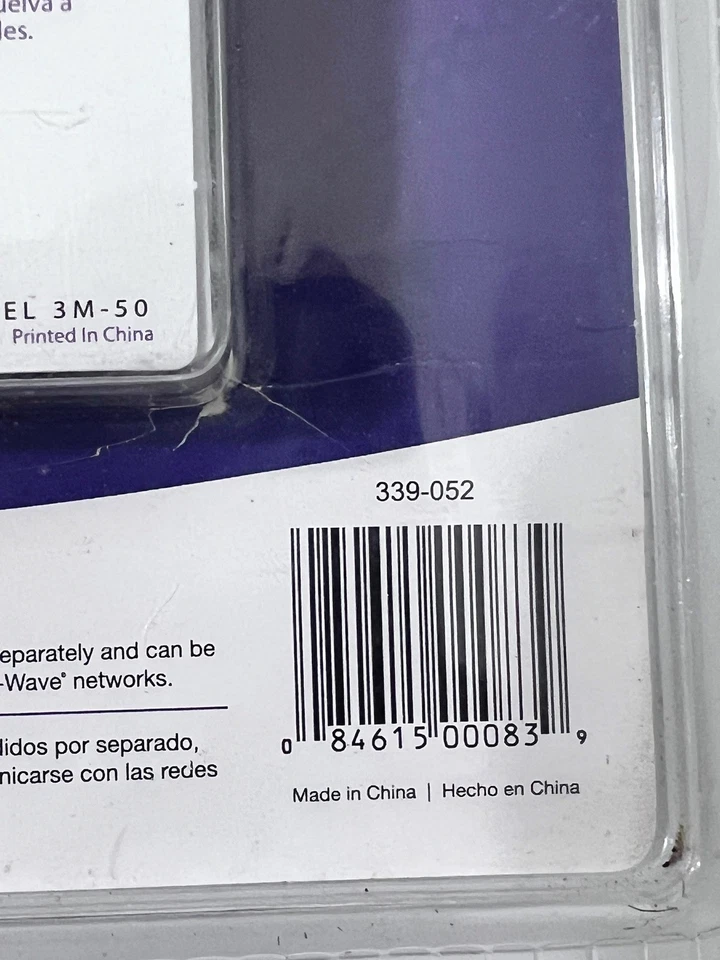 les.
EL 3M-50
Printed In China
339-052
eparately and can be
-Wave® networks.
lidos por separado,
nicarse con las redes
0 84615 00083 9
Made in China | Hecho en China